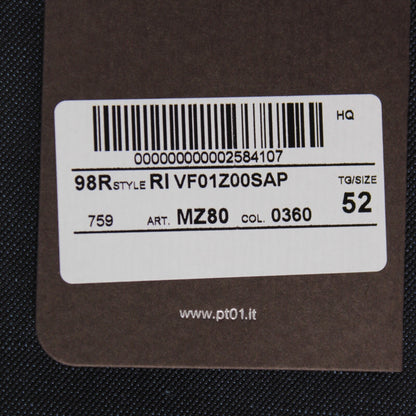 HQ
000000000002584107
98R STYLE RI VF01Z00SAP TG/SIZE
759 ART. MZ80 COL. 0360 52
www.pt01.it